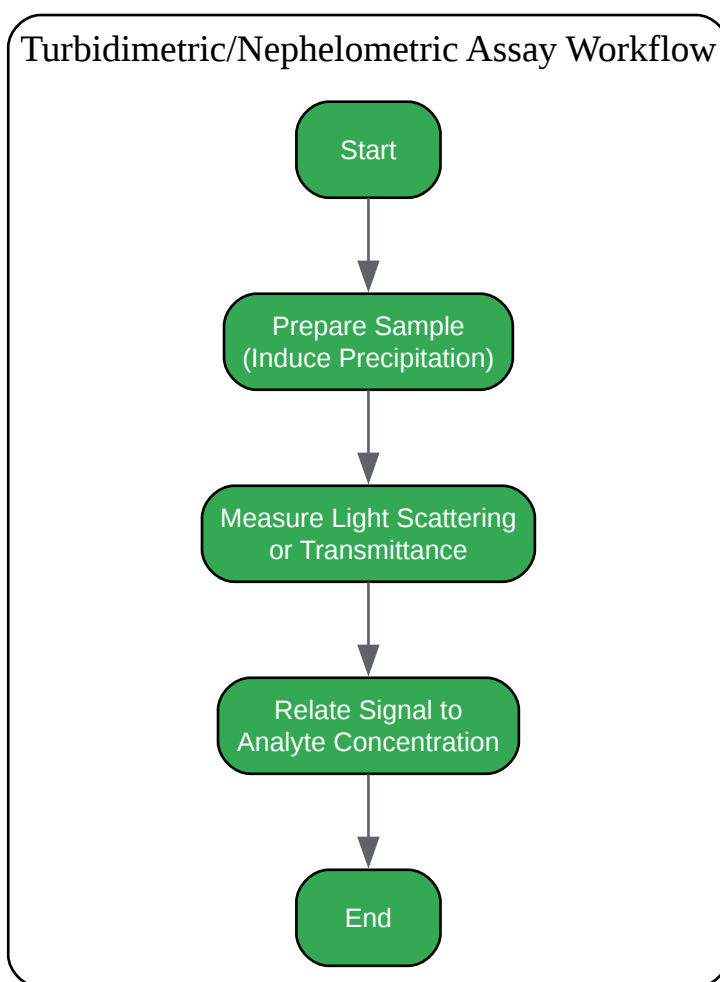 Turbidimetric/Nephelometric Assay Workflow
Start
Prepare Sample
(Induce Precipitation)
Measure Light Scattering
or Transmittance
Relate Signal to
Analyte Concentration
End